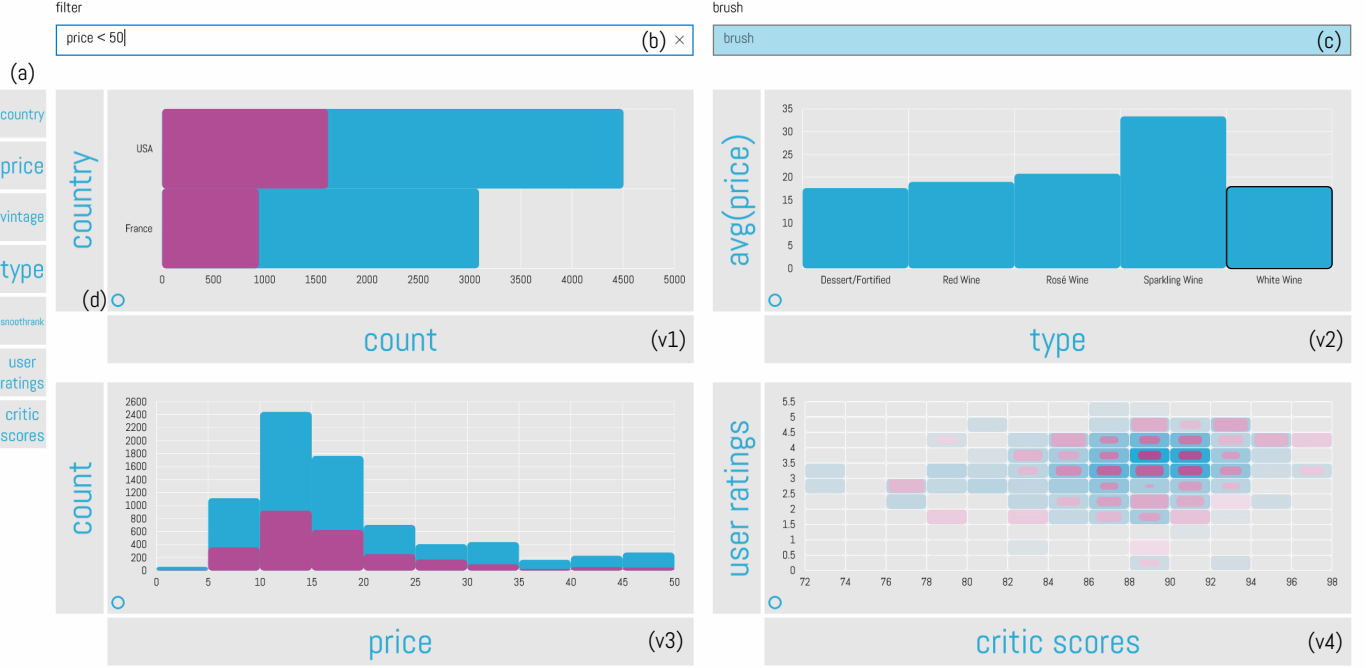 filter
brush
price < 50
(b) ×
brush
(c)
(a)
country
price
vintage
type
snoothrank
user
ratings
critic
scores
country
USA
France
0 500 1000 1500 2000 2500 3000 3500 4000 4500 5000
(d)
count
(v1)
avg(price)
35
30
25
20
15
10
5
0
Dessert/Fortified Red Wine Rosé Wine Sparkling Wine White Wine
type
(v2)
count
2600
2400
2200
2000
1800
1600
1400
1200
1000
800
600
400
200
0
0 5 10 15 20 25 30 35 40 45 50
price
(v3)
user ratings
5.5
5
4.5
4
3.5
3
2.5
2
1.5
1
0.5
0
72 74 76 78 80 82 84 86 88 90 92 94 96 98
critic scores
(v4)